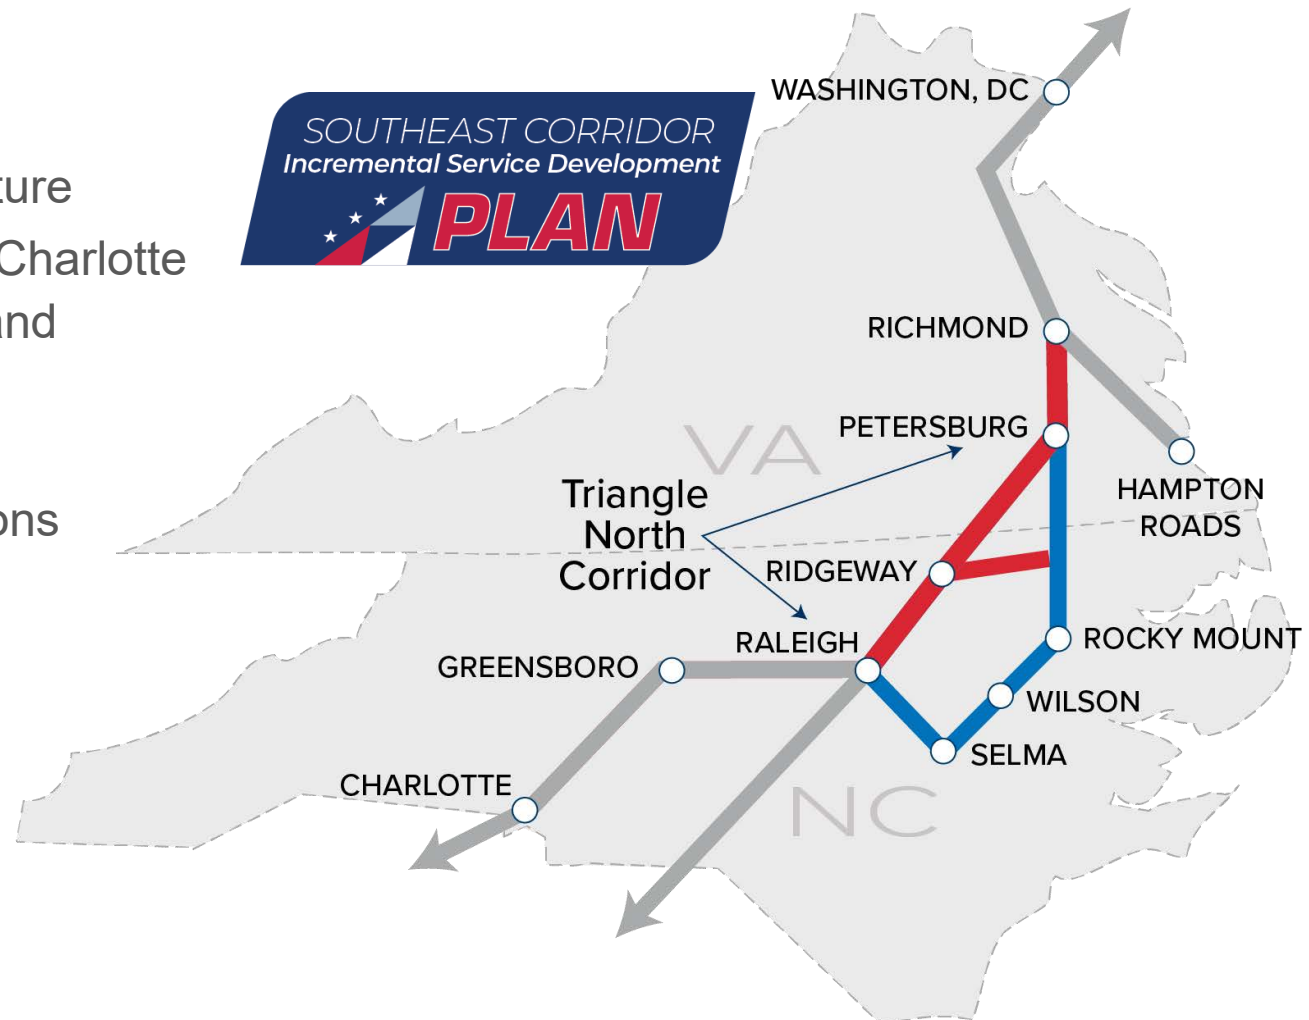 ture
Charlotte
and
ons
SOUTHEAST CORRIDOR
Incremental Service Development
PLAN
WASHINGTON, DC
RICHMOND
VA
PETERSBURG
HAMPTON
ROADS
Triangle
North
Corridor
RIDGEWAY
RALEIGH
ROCKY MOUNT
GREENSBORO
WILSON
SELMA
CHARLOTTE
NC